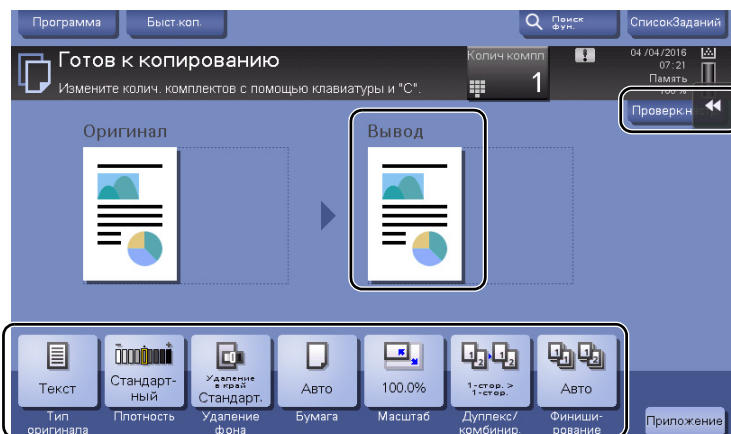 Программа
Быст.коп.
Поиск
фун.
СписокЗаданий
Готов к копированию
Измените колич. комплектов с помощью клавиатуры и "C".
Колич компл
1
04/04/2016
07:21
Память
100 %
Проверк
Оригинал
Вывод
Текст
Стандарт-
ный
Удаление
в край
Стандарт.
Авто
100.0%
1-стор. >
1-стор.
Авто
Тип
оригинала
Плотность
Удаление
фона
Бумага
Масштаб
Дуплекс/
комбинир.
Финиши-
рование
Приложение